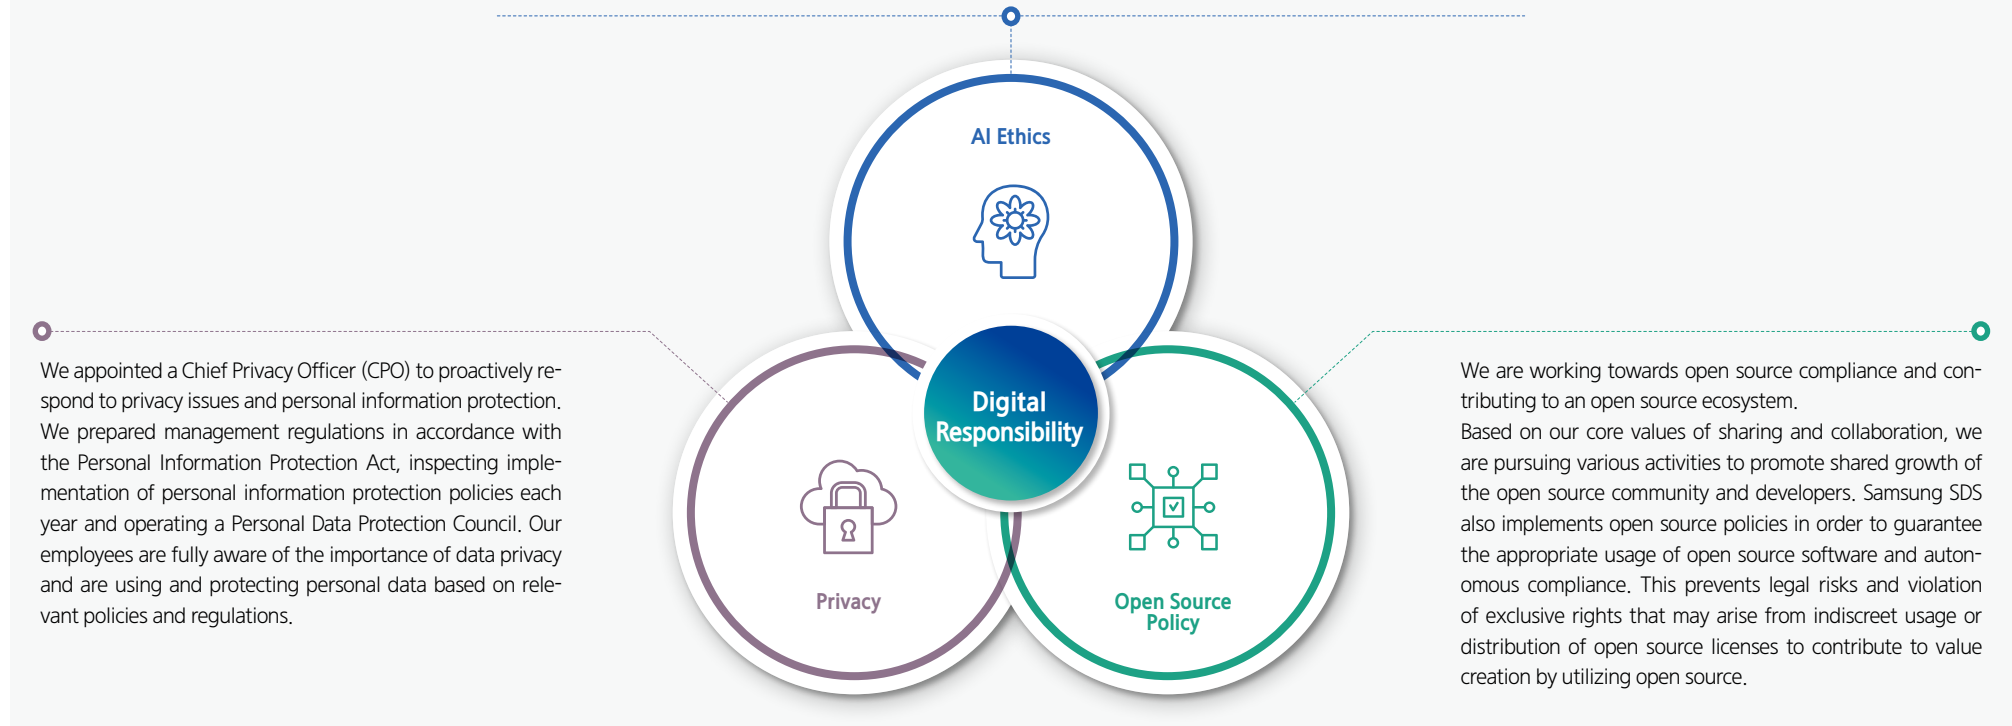 AI Ethics
Digital
Responsibility
We appointed a Chief Privacy Officer (CPO) to proactively re-
spond to privacy issues and personal information protection.
We prepared management regulations in accordance with
the Personal Information Protection Act, inspecting imple-
mentation of personal information protection policies each
year and operating a Personal Data Protection Council. Our
employees are fully aware of the importance of data privacy
and are using and protecting personal data based on rele-
vant policies and regulations.
Privacy
Open Source
Policy
We are working towards open source compliance and con-
tributing to an open source ecosystem.
Based on our core values of sharing and collaboration, we
are pursuing various activities to promote shared growth of
the open source community and developers. Samsung SDS
also implements open source policies in order to guarantee
the appropriate usage of open source software and auton-
omous compliance. This prevents legal risks and violation
of exclusive rights that may arise from indiscreet usage or
distribution of open source licenses to contribute to value
creation by utilizing open source.